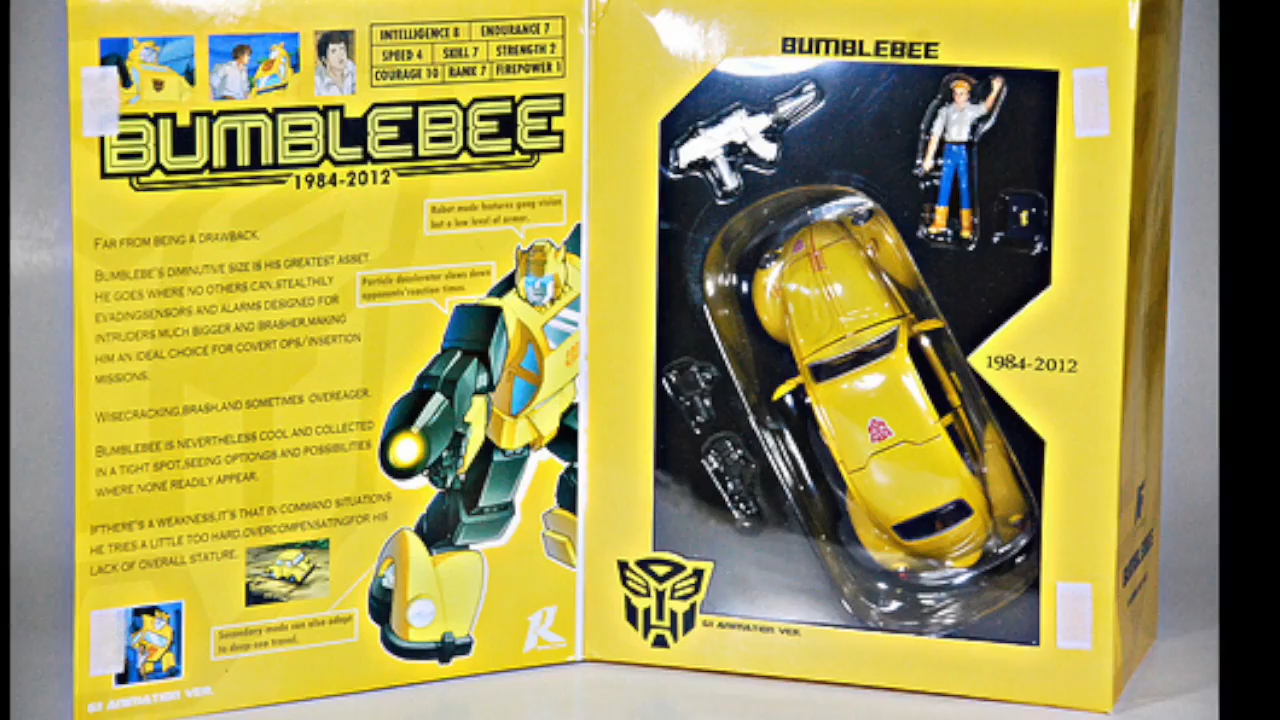 INTELLIGENCE 8 ENDURANCE 7
SPEED 4 SKILL 7 STRENGTH 2
COURAGE 10 RANK 7 FIREPOWER 1
BUMBLEBEE
1984-2012
Robot mode features gang vision
but a low level of armor.
FAR FROM BEING A DRAWBACK.
BUMBLEBE'S DIMINUTIVE SIZE IS HIS GREATEST ASSET.
HE GOES WHERE NO OTHERS CAN,STEALTHILY
EVADINGSENSORS AND ALARMS DESIGNED FOR
INTRUDERS MUCH BIGGER AND BRASHER,MAKING
HIM AN IDEAL CHOICE FOR COVERT OPS/INSERTION
MISSIONS.
Particle decelerator slows down
opponents'reaction times.
WISECRACKING,BRASH,AND SOMETIMES OVEREAGER.
BUMBLEBEE IS NEVERTHELESS COOL AND COLLECTED
IN A TIGHT SPOT,SEEING OPTIONGS AND POSSIBILITIES
WHERE NONE READILY APPEAR.
IFTHERE'S A WEAKNESS,IT'S THAT IN COMMAND SITUATIONS
HE TRIES A LITTLE TOO HARD,OVERCOMPENSATINGFOR HIS
LACK OF OVERALL STATURE.
Secondary mode can also adapt
to deep-sea travel.
R
G1 ANIMATION VER.
BUMBLEBEE
1984-2012
G1 ANIMATION VER.
R
BUMBLEBEE